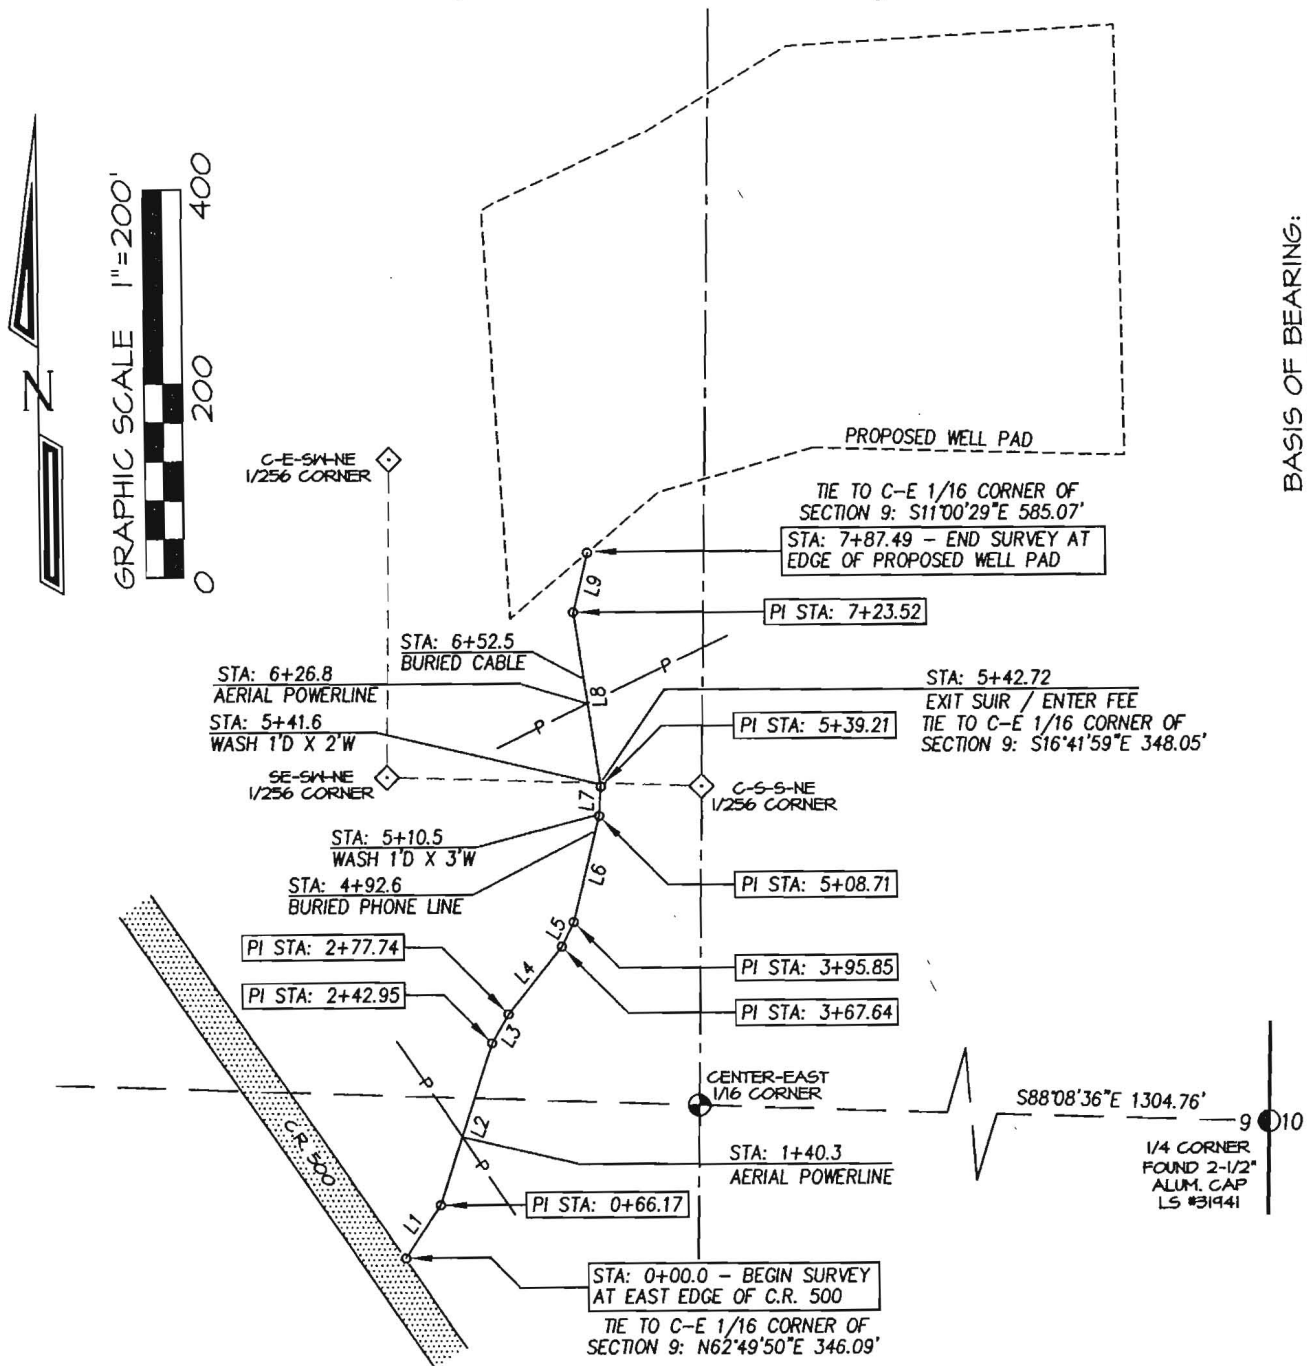 N
GRAPHIC SCALE 1"=200'
0
200
400
BASIS OF BEARING:
PROPOSED WELL PAD
C-E-SW-NE
1/256 CORNER
TIE TO C-E 1/16 CORNER OF
SECTION 9: S11°00'29"E 585.07'
STA: 7+87.49 - END SURVEY AT
EDGE OF PROPOSED WELL PAD
L9
PI STA: 7+23.52
STA: 6+52.5
BURIED CABLE
P
STA: 6+26.8
AERIAL POWERLINE
L8
P
STA: 5+42.72
EXIT SUIR / ENTER FEE
TIE TO C-E 1/16 CORNER OF
SECTION 9: S16°41'59"E 348.05'
STA: 5+41.6
WASH 1'D X 2'W
PI STA: 5+39.21
SE-SW-NE
1/256 CORNER
C-S-S-NE
1/256 CORNER
L7
STA: 5+10.5
WASH 1'D X 3'W
STA: 4+92.6
BURIED PHONE LINE
L6
PI STA: 5+08.71
L5
PI STA: 2+77.74
PI STA: 3+95.85
L4
PI STA: 2+42.95
PI STA: 3+67.64
L3
CENTER-EAST
1/16 CORNER
S88°08'36"E 1304.76'
9
10
1/4 CORNER
FOUND 2-1/2"
ALUM. CAP
LS #31941
P
L2
P
C.R. 500
STA: 1+40.3
AERIAL POWERLINE
PI STA: 0+66.17
L1
STA: 0+00.0 - BEGIN SURVEY
AT EAST EDGE OF C.R. 500
TIE TO C-E 1/16 CORNER OF
SECTION 9: N62°49'50"E 346.09'